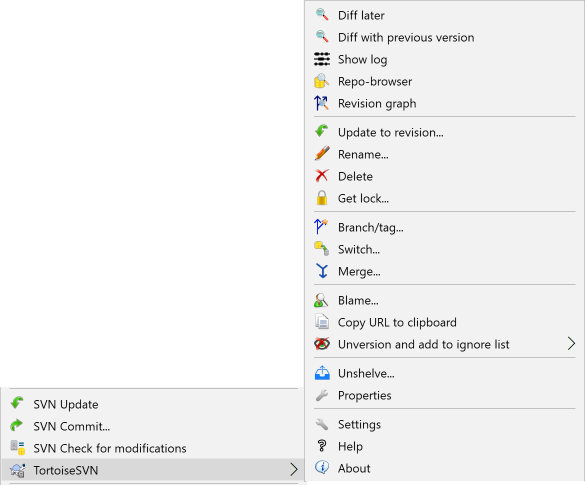 Diff later
Diff with previous version
Show log
Repo-browser
Revision graph
Update to revision...
Rename...
Delete
Get lock...
Branch/tag...
Switch...
Merge...
Blame...
Copy URL to clipboard
Unversion and add to ignore list
Unshelve...
Properties
Settings
Help
About
SVN Update
SVN Commit...
SVN Check for modifications
TortoiseSVN